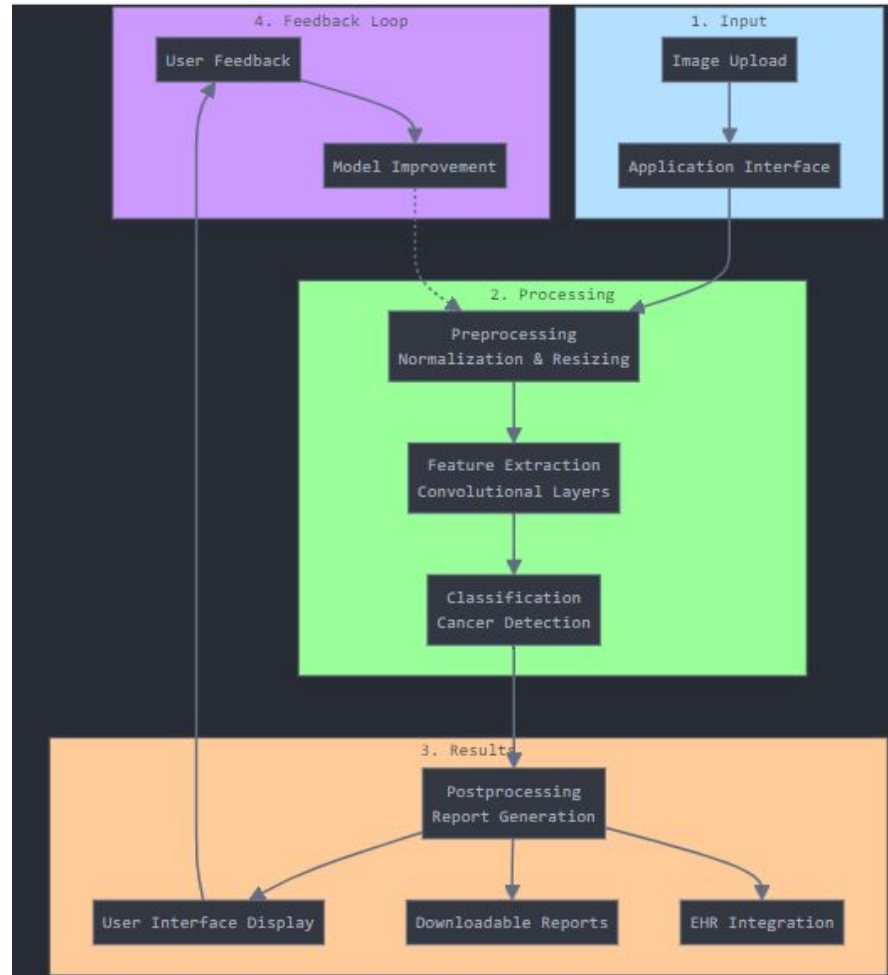 4. Feedback Loop
User Feedback
Model Improvement
1. Input
Image Upload
Application Interface
2. Processing
Preprocessing
Normalization & Resizing
Feature Extraction
Convolutional Layers
Classification
Cancer Detection
3. Results
Postprocessing
Report Generation
User Interface Display
Downloadable Reports
EHR Integration